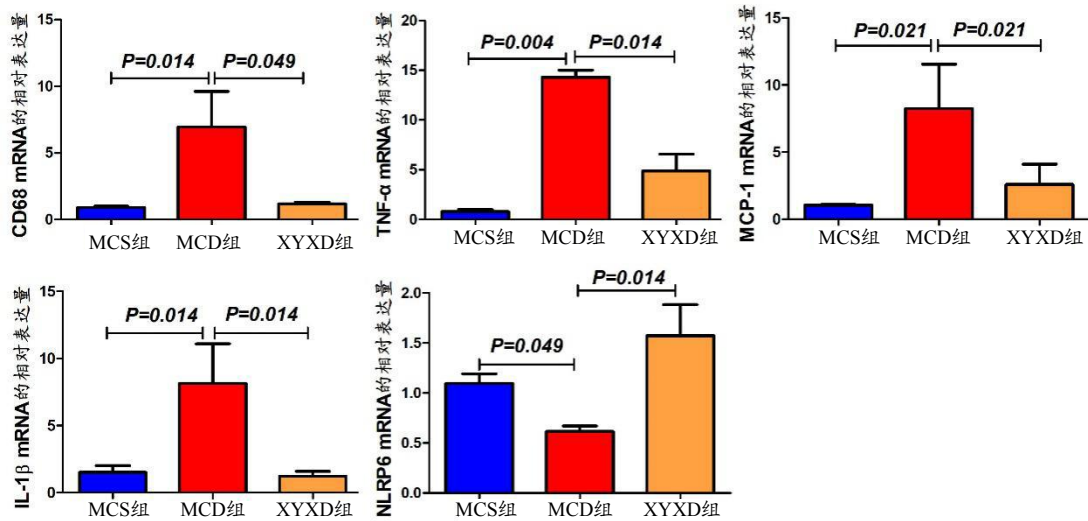 CD68 mRNA的相对表达量
15
10
5
0
P=0.014
P=0.049
MCS组
MCD组
XYXD组
TNF-α mRNA的相对表达量
20
15
10
5
0
P=0.004
P=0.014
MCS组
MCD组
XYXD组
MCP-1 mRNA的相对表达量
15
10
5
0
P=0.021
P=0.021
MCS组
MCD组
XYXD组
IL-1β mRNA的相对表达量
15
10
5
0
P=0.014
P=0.014
MCS组
MCD组
XYXD组
NLRP6 mRNA的相对表达量
2.0
1.5
1.0
0.5
0.0
P=0.014
P=0.049
MCS组
MCD组
XYXD组